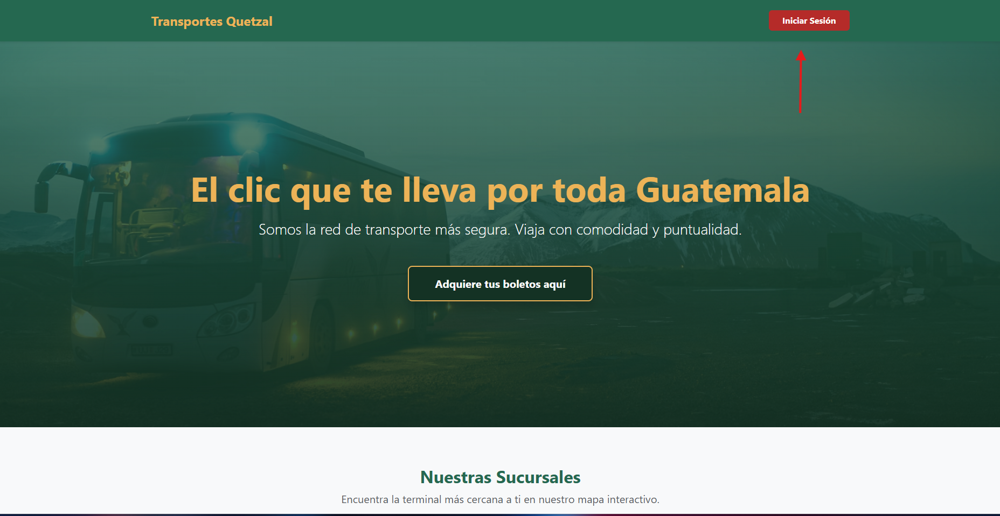 Transportes Quetzal
Iniciar Sesión
El clic que te lleva por toda Guatemala
Somos la red de transporte más segura. Viaja con comodidad y puntualidad.
Adquiere tus boletos aquí
Nuestras Sucursales
Encuentra la terminal más cercana a ti en nuestro mapa interactivo.